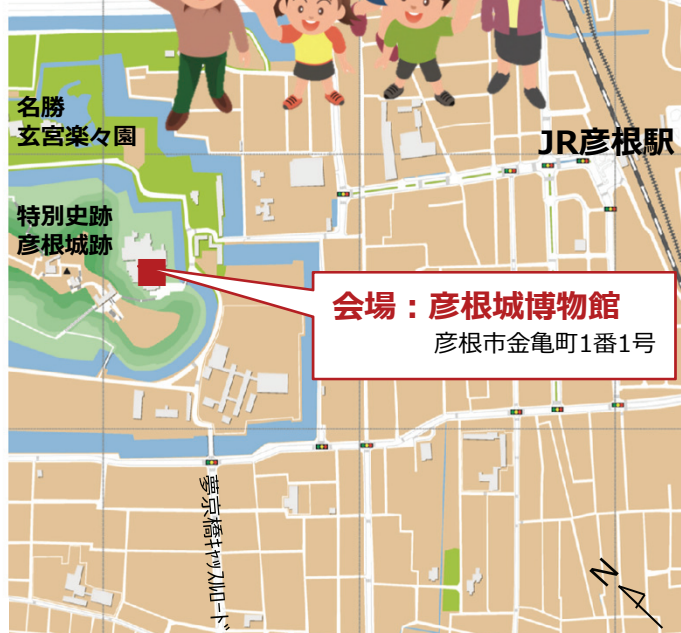 名勝
玄宮楽々園
JR彦根駅
特別史跡
彦根城跡
会場：彦根城博物館
彦根市金亀町1番1号
夢京橋ｷｬｯｽﾙﾛｰﾄﾞ
N